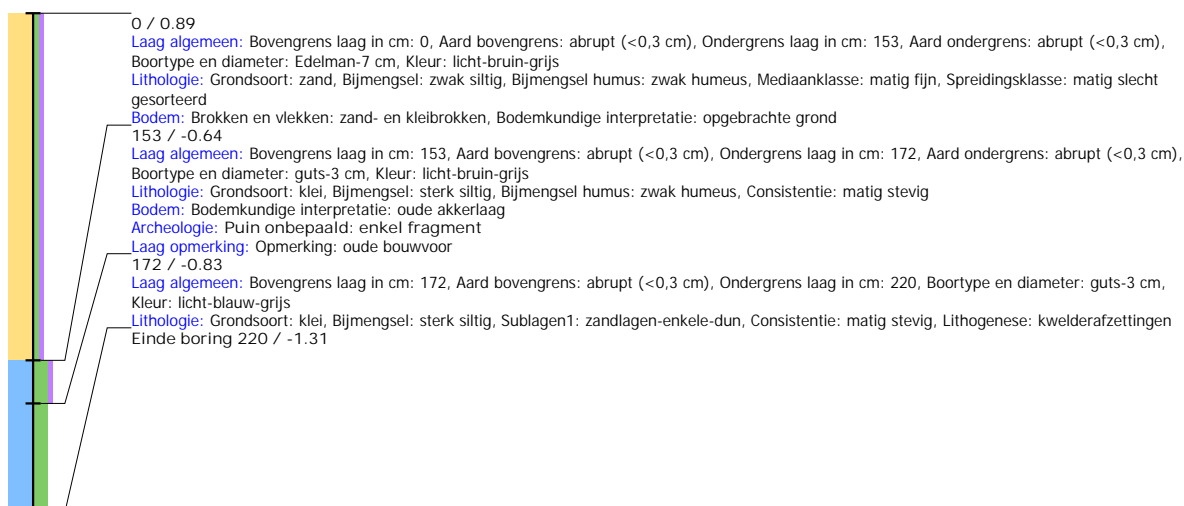 0 / 0.89
Laag algemeen: Bovengrens laag in cm: 0, Aard bovengrens: abrupt (<0,3 cm), Ondergrens laag in cm: 153, Aard ondergrens: abrupt (<0,3 cm),
Boortype en diameter: Edelman-7 cm, Kleur: licht-bruin-grijs
Lithologie: Grondsoort: zand, Bijmengsel: zwak siltig, Bijmengsel humus: zwak humeus, Mediaanklasse: matig fijn, Spreidingsklasse: matig slecht
gesorteerd
Bodem: Brokken en vlekken: zand- en kleibrokken, Bodemkundige interpretatie: opgebrachte grond
153 / -0.64
Laag algemeen: Bovengrens laag in cm: 153, Aard bovengrens: abrupt (<0,3 cm), Ondergrens laag in cm: 172, Aard ondergrens: abrupt (<0,3 cm),
Boortype en diameter: guts-3 cm, Kleur: licht-bruin-grijs
Lithologie: Grondsoort: klei, Bijmengsel: sterk siltig, Bijmengsel humus: zwak humeus, Consistentie: matig stevig
Bodem: Bodemkundige interpretatie: oude akkerlaag
Archeologie: Puin onbepaald: enkel fragment
Laag opmerking: Opmerking: oude bouwvoor
172 / -0.83
Laag algemeen: Bovengrens laag in cm: 172, Aard bovengrens: abrupt (<0,3 cm), Ondergrens laag in cm: 220, Boortype en diameter: guts-3 cm,
Kleur: licht-blauw-grijs
Lithologie: Grondsoort: klei, Bijmengsel: sterk siltig, Sublagen1: zandlagen-enkele-dun, Consistentie: matig stevig, Lithogenese: kwelderafzettingen
Einde boring 220 / -1.31